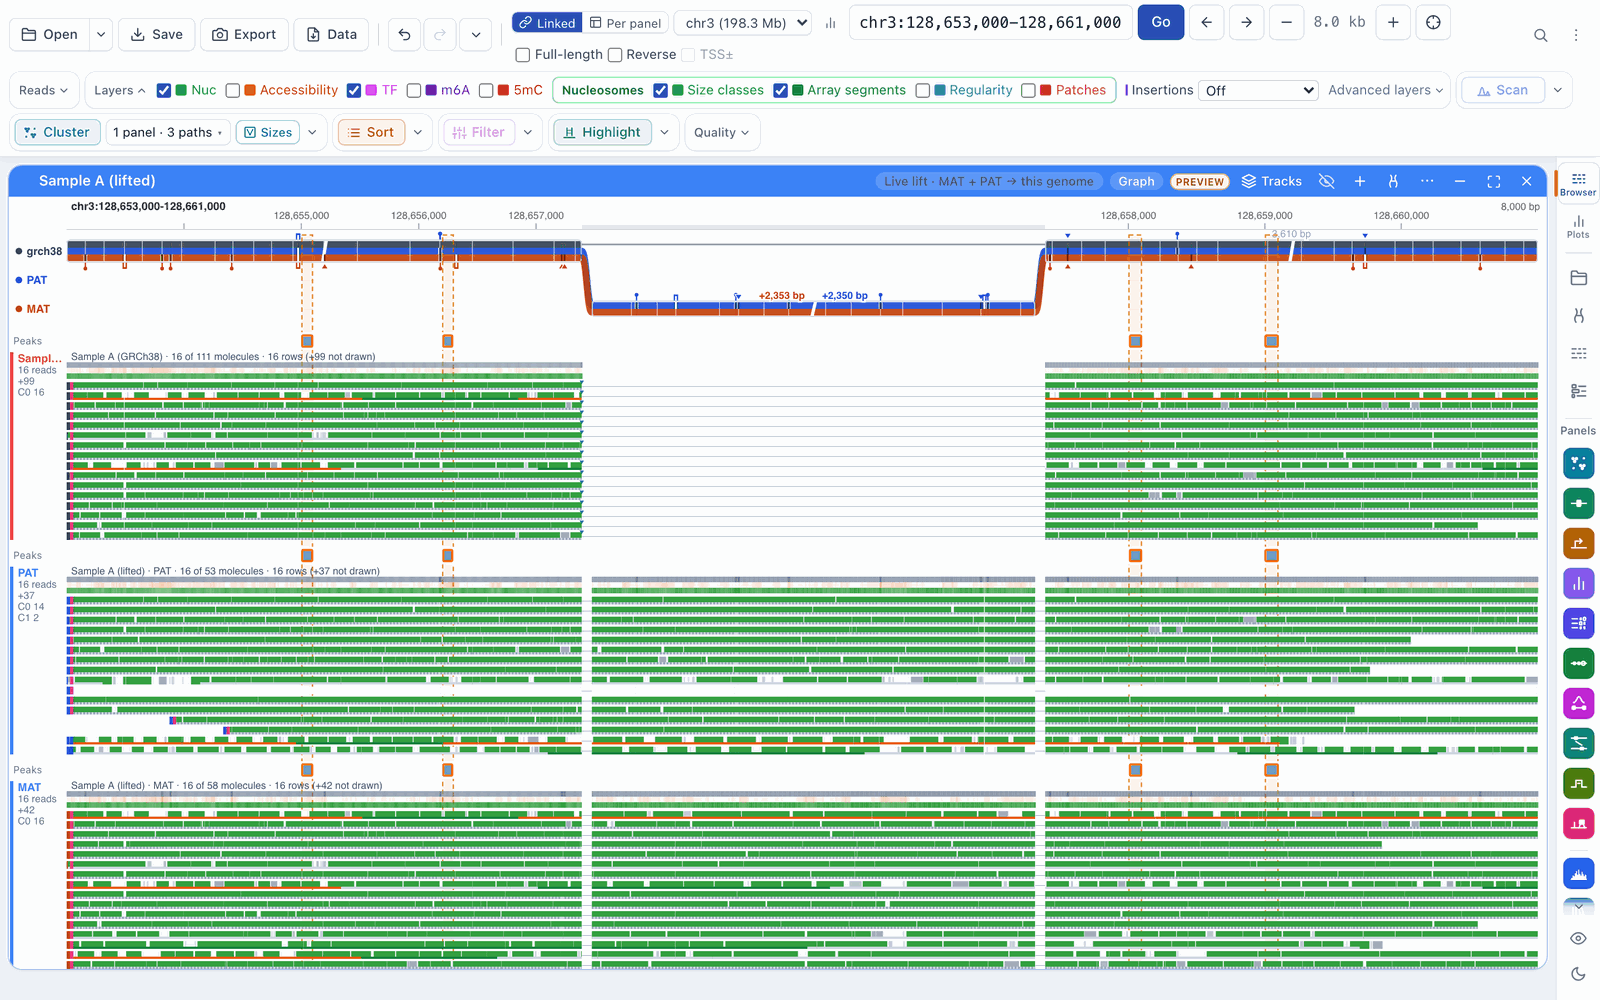 Open
Save
Export
Data
Linked
Per panel
chr3 (198.3 Mb)
chr3:128,653,000–128,661,000
Go
8.0 kb
Full-length
Reverse
TSS±
Reads
Layers
Nuc
Accessibility
TF
m6A
5mC
Nucleosomes
Size classes
Array segments
Regularity
Patches
Insertions
Off
Advanced layers
Scan
Cluster
1 panel · 3 paths
Sizes
Sort
Filter
Highlight
Quality
Sample A (lifted)
Live lift · MAT + PAT → this genome
Graph
PREVIEW
Tracks
Browser
Plots
Panels
chr3:128,653,000-128,661,000
8,000 bp
128,655,000
128,656,000
128,657,000
128,658,000
128,659,000
128,660,000
3,610 bp
grch38
PAT
MAT
+2,353 bp
+2,350 bp
Peaks
Sampl...
16 reads
+99
C0 16
Sample A (GRCh38) · 16 of 111 molecules · 16 rows (+99 not drawn)
Peaks
PAT
16 reads
+37
C0 14
C1 2
Sample A (lifted) · PAT · 16 of 53 molecules · 16 rows (+37 not drawn)
Peaks
MAT
16 reads
+42
C0 16
Sample A (lifted) · MAT · 16 of 58 molecules · 16 rows (+42 not drawn)